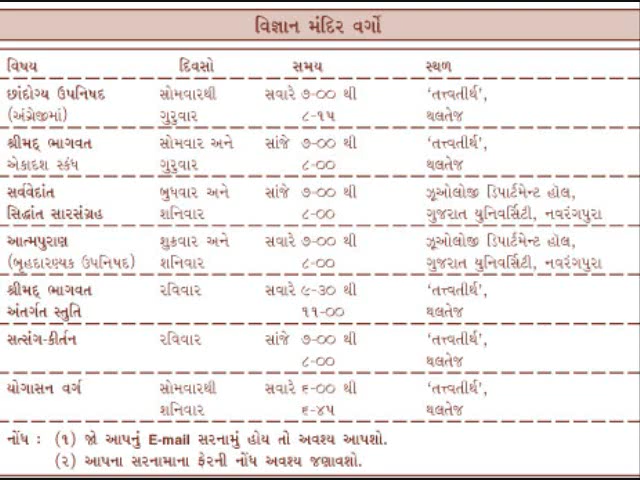 વિજ્ઞાન મંદિર વર્ગો
વિષય દિવસો સમય સ્થળ
છાંદોગ્ય ઉપનિષદ સોમવારથી સવારે ૭-૦૦ થી ‘તત્ત્વતીર્થ’,
(અંગ્રેજીમાં) ગુરુવાર ૮-૧૫ થલતેજ
શ્રીમદ્ ભાગવત સોમવાર અને સાંજે ૭-૦૦ થી ‘તત્ત્વતીર્થ’,
એકાદશ સ્કંધ ગુરુવાર ૮-૦૦ થલતેજ
સર્વવેદાંત બુધવાર અને સાંજે ૭-૦૦ થી ઝૂઓલોજી ડિપાર્ટમેન્ટ હૉલ,
સિદ્ધાંત સારસંગ્રહ શનિવાર ૮-૦૦ ગુજરાત યુનિવર્સિટી, નવરંગપુરા
આત્મપુરાણ શુક્રવાર અને સવારે ૭-૦૦ થી ઝૂઓલોજી ડિપાર્ટમેન્ટ હૉલ,
(બૃહદારણ્યક ઉપનિષદ) શનિવાર ૮-૦૦ ગુજરાત યુનિવર્સિટી, નવરંગપુરા
શ્રીમદ્ ભાગવત રવિવાર સવારે ૯-૩૦ થી ‘તત્ત્વતીર્થ’,
અંતર્ગત સ્તુતિ ૧૧-૦૦ થલતેજ
સત્સંગ-કીર્તન રવિવાર સાંજે ૭-૦૦ થી ‘તત્ત્વતીર્થ’,
૮-૦૦ થલતેજ
યોગાસન વર્ગ સોમવારથી સવારે ૬-૦૦ થી ‘તત્ત્વતીર્થ’,
શનિવાર ૬-૪૫ થલતેજ
નોંધ : (૧) જો આપનું E-mail સરનામું હોય તો અવશ્ય આપશો.
(૨) આપના સરનામાના ફેરની નોંધ અવશ્ય જણાવશો.